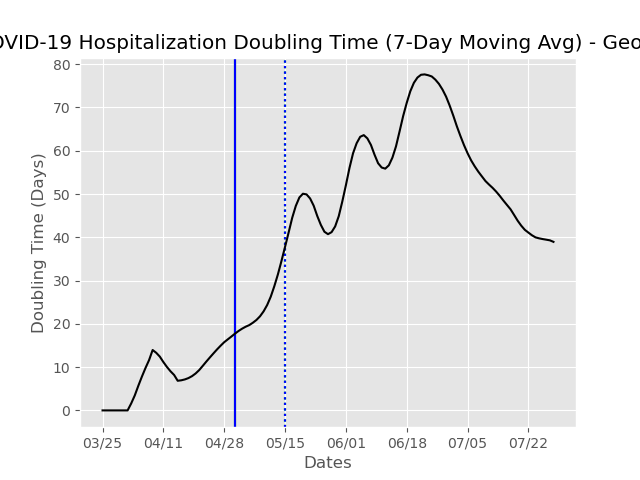 OVID-19 Hospitalization Doubling Time (7-Day Moving Avg) - Geo
80
70
60
50
40
30
20
10
0
Doubling Time (Days)
03/25 04/11 04/28 05/15 06/01 06/18 07/05 07/22
Dates